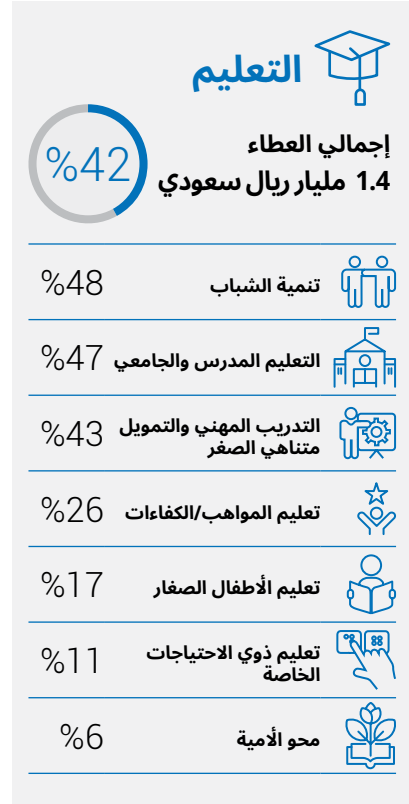 التعليم
إجمالي العطاء
1.4 مليار ريال سعودي
%42
تنمية الشباب %48
التعليم المدرس والجامعي %47
التدريب المهني والتمويل
متناهي الصغر %43
تعليم المواهب/الكفاءات %26
تعليم الأطفال الصغار %17
تعليم ذوي الاحتياجات
الخاصة %11
محو الأمية %6